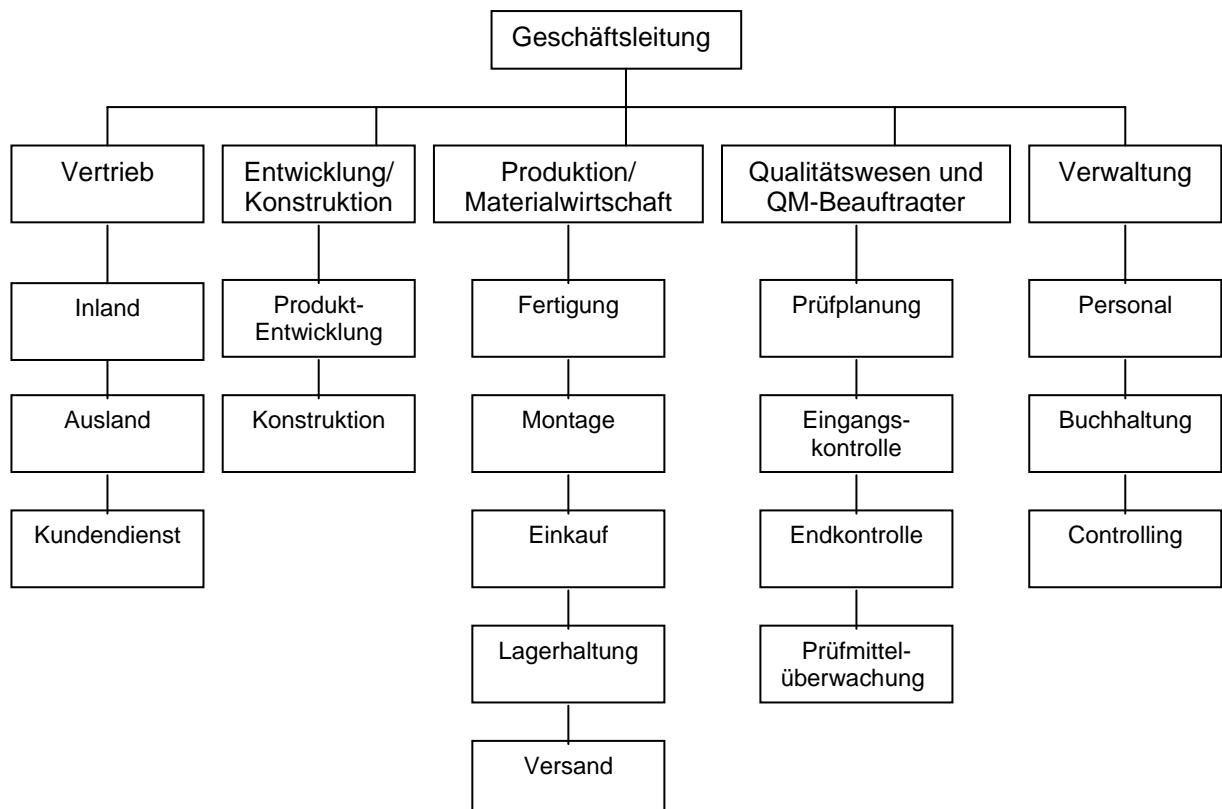 Geschäftsleitung
Vertrieb
Entwicklung/
Konstruktion
Produktion/
Materialwirtschaft
Qualitätswesen und
QM-Beauftragter
Verwaltung
Inland
Produkt-
Entwicklung
Fertigung
Prüfplanung
Personal
Ausland
Konstruktion
Montage
Eingangs-
kontrolle
Buchhaltung
Kundendienst
Einkauf
Endkontrolle
Controlling
Lagerhaltung
Prüfmittel-
überwachung
Versand